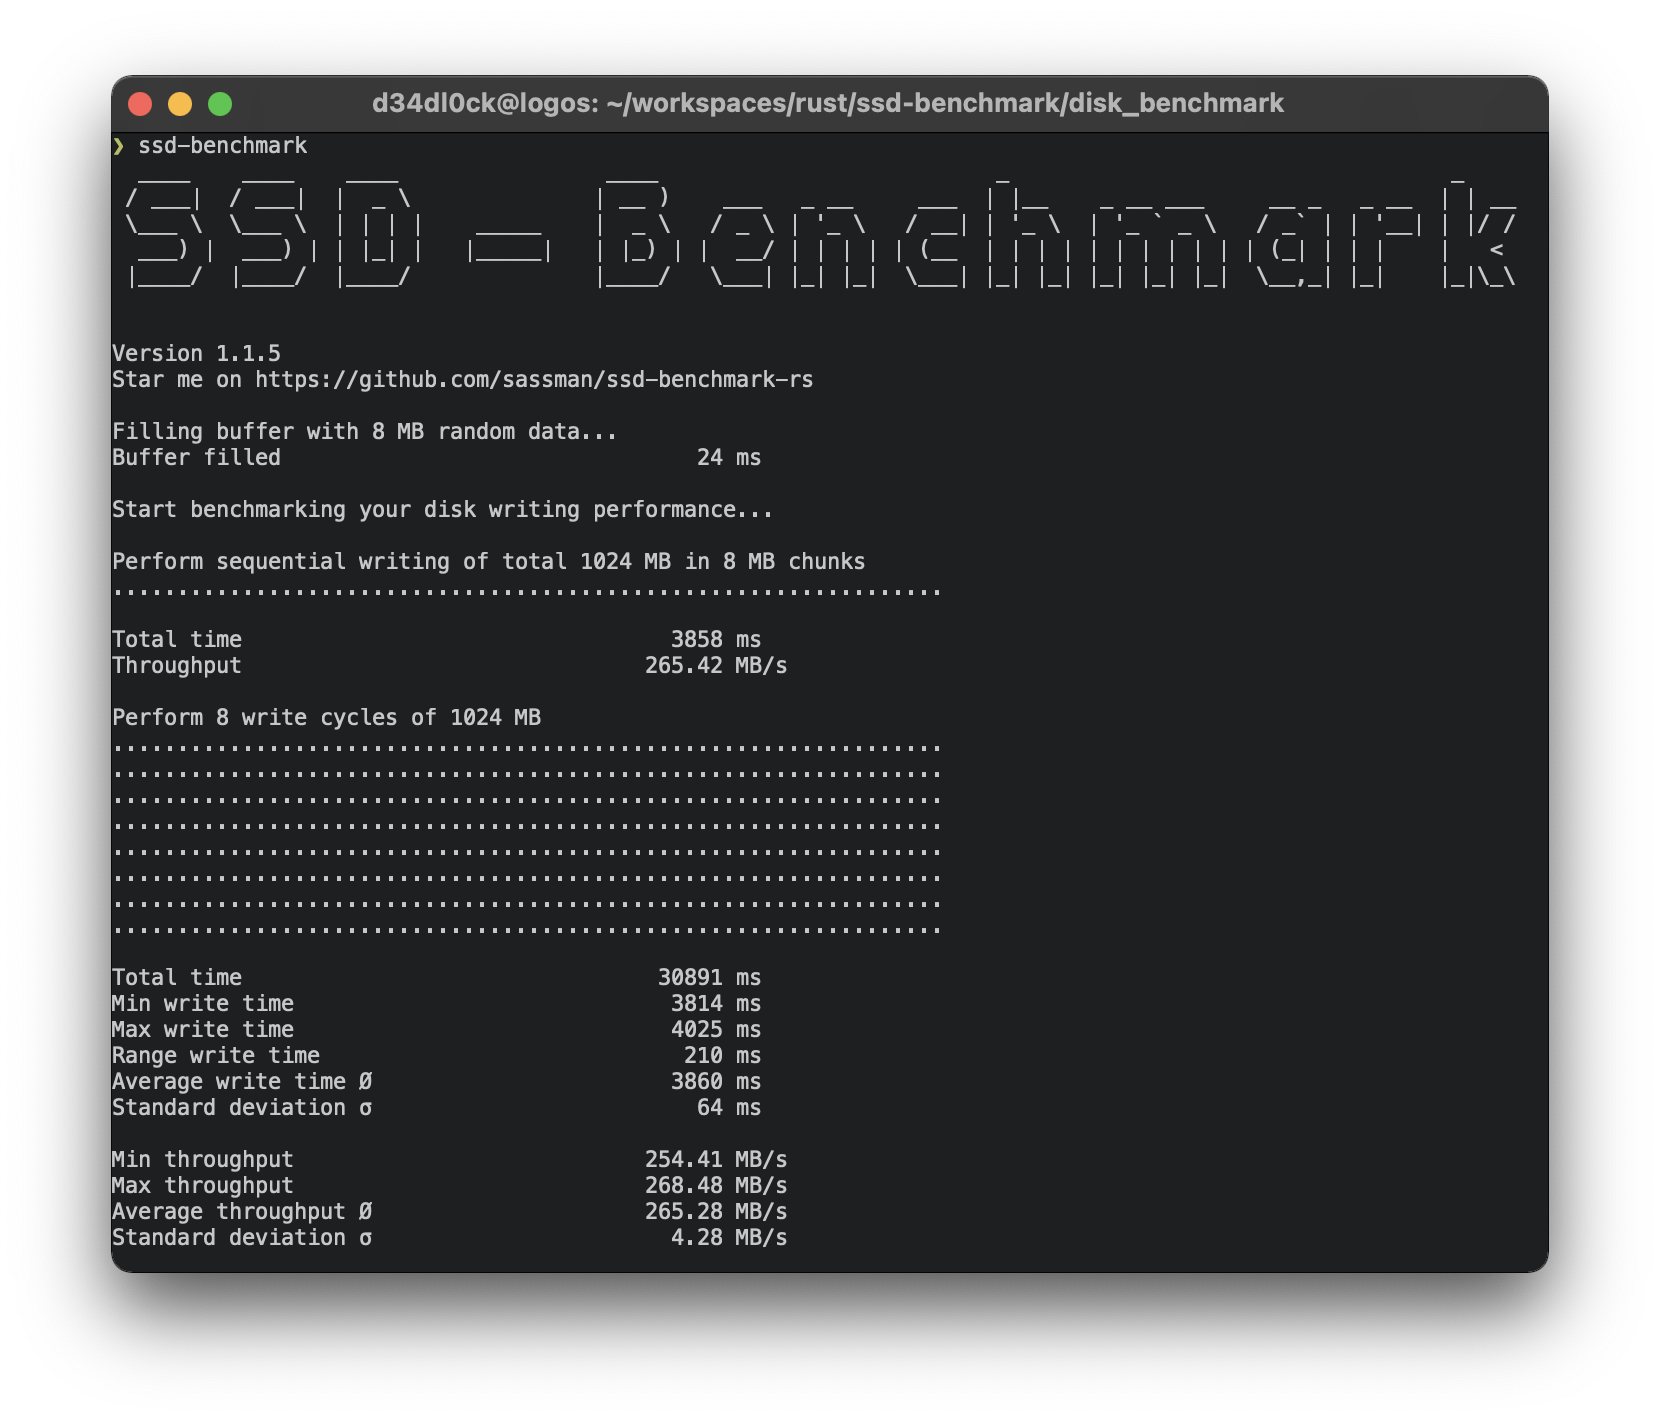 d34dl0ck@logos: ~/workspaces/rust/ssd-benchmark/disk_benchmark
❯ ssd-benchmark
SSD - Benchmark
Version 1.1.5
Star me on https://github.com/sassman/ssd-benchmark-rs
Filling buffer with 8 MB random data...
Buffer filled 24 ms
Start benchmarking your disk writing performance...
Perform sequential writing of total 1024 MB in 8 MB chunks
................................................................
Total time 3858 ms
Throughput 265.42 MB/s
Perform 8 write cycles of 1024 MB
................................................................
................................................................
................................................................
................................................................
................................................................
................................................................
................................................................
................................................................
Total time 30891 ms
Min write time 3814 ms
Max write time 4025 ms
Range write time 210 ms
Average write time Ø 3860 ms
Standard deviation σ 64 ms
Min throughput 254.41 MB/s
Max throughput 268.48 MB/s
Average throughput Ø 265.28 MB/s
Standard deviation σ 4.28 MB/s